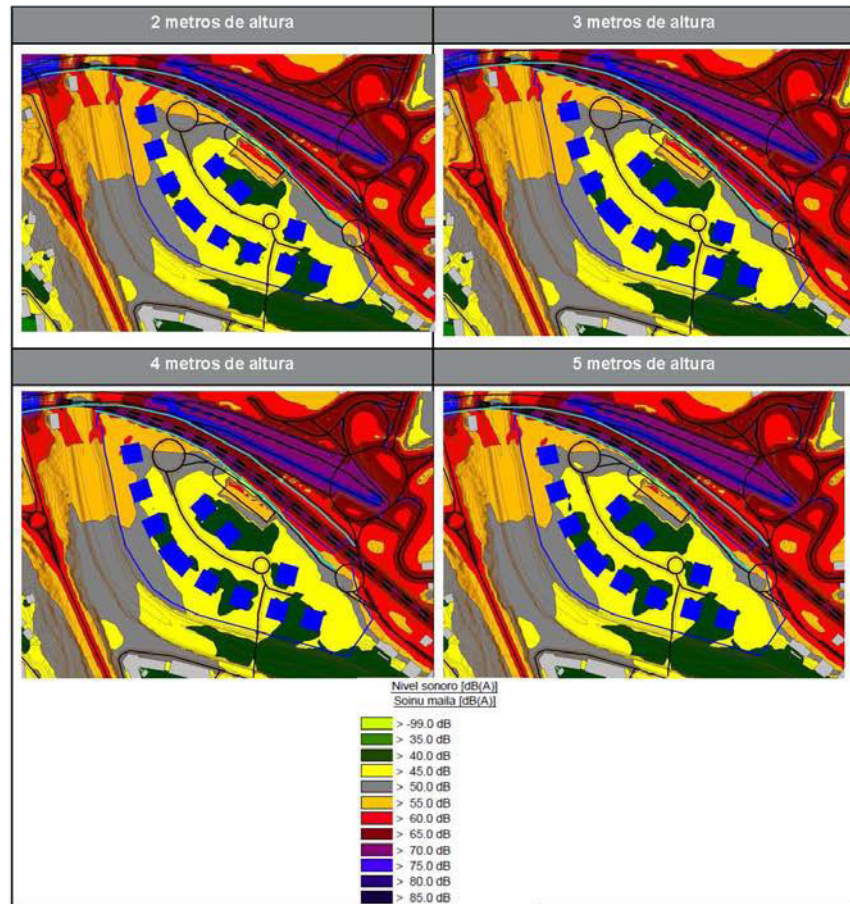 2 metros de altura
3 metros de altura
4 metros de altura
5 metros de altura
Nivel sonoro [dB(A)]
Soinu maila [dB(A)]
> -99.0 dB
> 35.0 dB
> 40.0 dB
> 45.0 dB
> 50.0 dB
> 55.0 dB
> 60.0 dB
> 65.0 dB
> 70.0 dB
> 75.0 dB
> 80.0 dB
> 85.0 dB